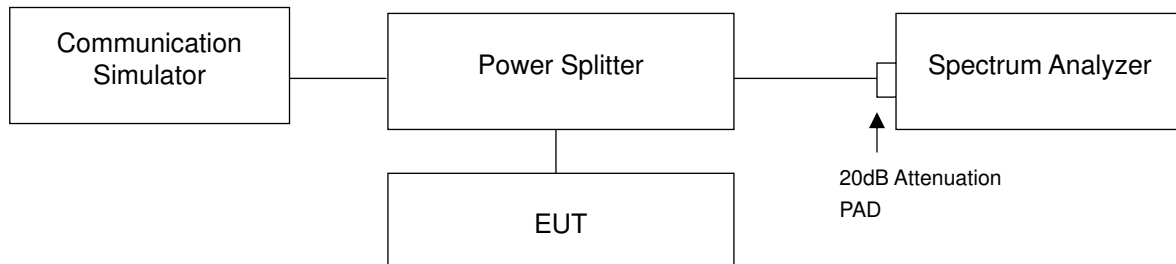 Communication
Simulator
Power Splitter
Spectrum Analyzer
20dB Attenuation
PAD
EUT